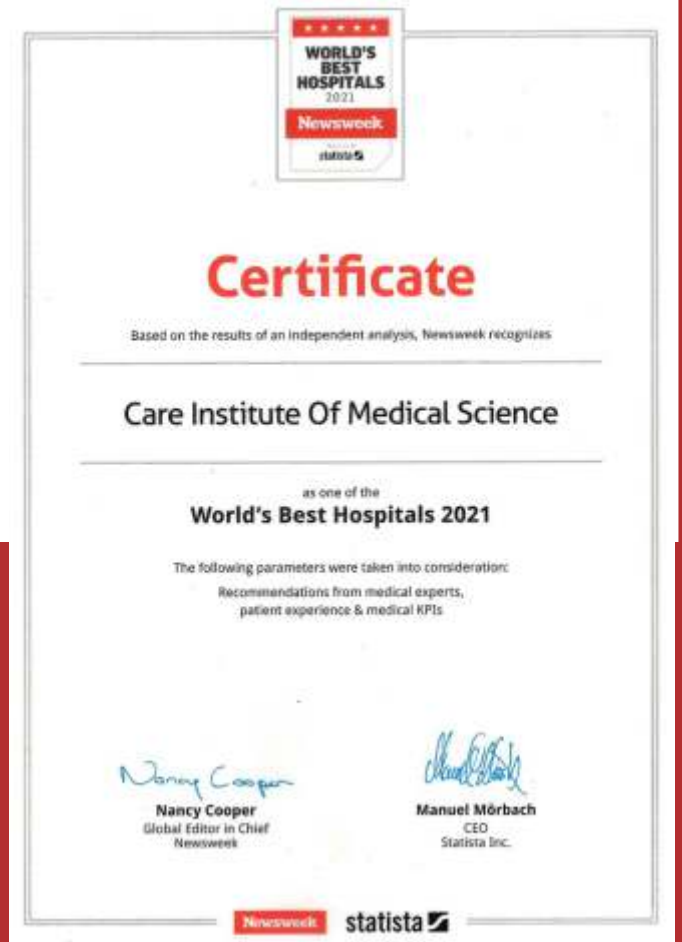 WORLD'S
BEST
HOSPITALS
2021
Newsweek
statista
Certificate
Based on the results of an independent analysis, Newsweek recognizes
Care Institute Of Medical Science
as one of the
World's Best Hospitals 2021
The following parameters were taken into consideration:
Recommendations from medical experts,
patient experience & medical KPIs
Nancy Cooper
Nancy Cooper
Global Editor in Chief
Newsweek
Manuel Mörbach
CEO
Statista Inc.
Newsweek
statista